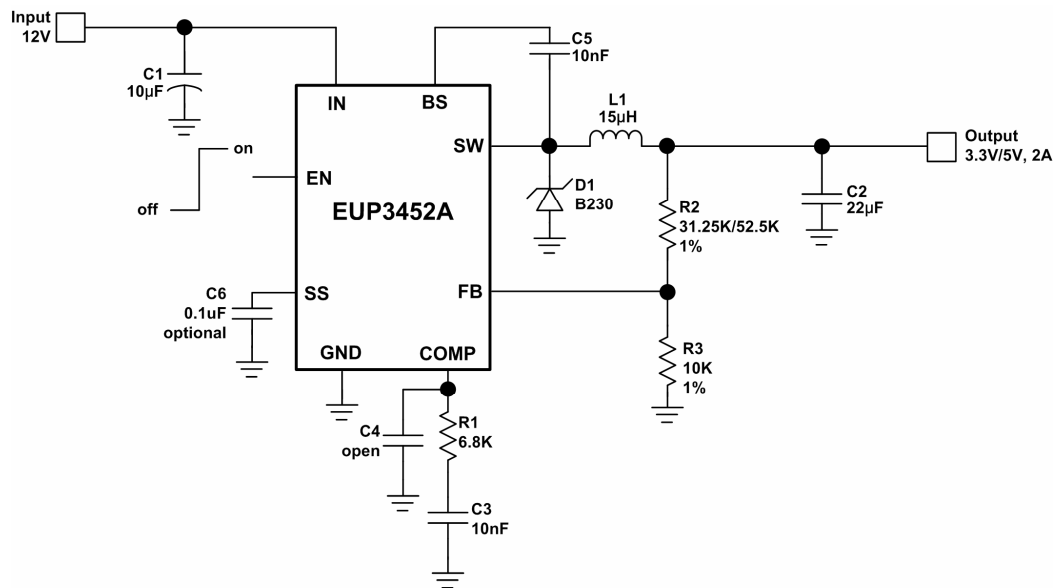 Input
12V
C1
10µF
IN
BS
C5
10nF
L1
15µH
SW
Output
3.3V/5V, 2A
on
off
EN
EUP3452A
D1
B230
R2
31.25K/52.5K
1%
C2
22µF
C6
0.1uF
optional
SS
FB
GND
COMP
R3
10K
1%
C4
open
R1
6.8K
C3
10nF